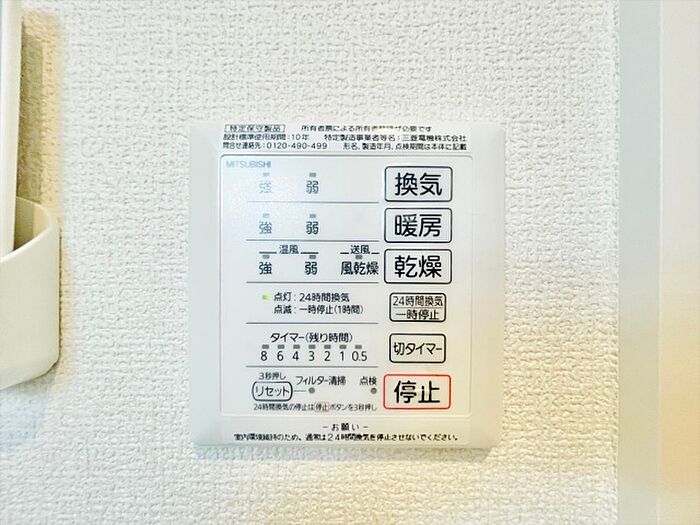 特定保守製品 所有者票による所有者登録が必要です
設計標準使用期間:10年 特定製造事業者等名:三菱電機株式会社
問合せ連絡先:0120-490-499 形名、製造年月、点検期間は本体に記載
MITSUBISHI
強 弱 換気
強 弱 暖房
温風 送風
強 弱 風乾燥 乾燥
点灯:24時間換気
点滅:一時停止(1時間)
24時間換気
一時停止
タイマー(残り時間)
8 6 4 3 2 1 0.5
切タイマー
3秒押し
リセット フィルター清掃 点検
停止
24時間換気の停止は停止ボタンを3秒押し
-お願い-
室内環境維持のため、通常は24時間換気を停止させないでください。